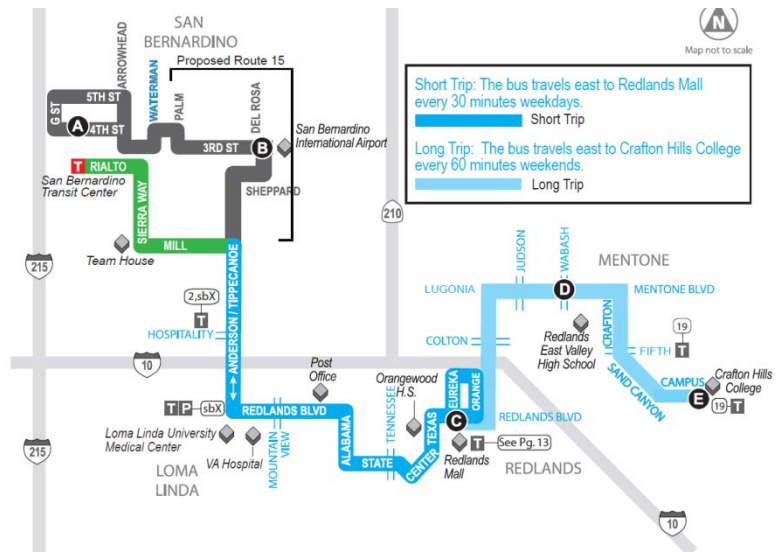 SAN
BERNARDINO
N
Map not to scale
Proposed Route 15
ARROWHEAD
WATERMAN
PALM
DEL ROSA
5TH ST
G ST
A
4TH ST
3RD ST
B
San Bernardino
International Airport
Short Trip: The bus travels east to Redlands Mall
every 30 minutes weekdays.
Short Trip
Long Trip: The bus travels east to Crafton Hills College
every 60 minutes weekends.
Long Trip
T RIALTO
San Bernardino
Transit Center
SHEPPARD
SIERRA WAY
MILL
Team House
210
215
ANDERSON / TIPPECANOE
2,sbX
T
HOSPITALITY
10
JUDSON
WABASH
MENTONE
LUGONIA
D
MENTONE BLVD
COLTON
Redlands
East Valley
High School
CRAFTON
FIFTH
19
T
SAND CANYON
CAMPUS
Crafton Hills
College
E
19 T
Post
Office
Orangewood
H.S.
EUREKA
ORANGE
T P sbX
REDLANDS BLVD
Loma Linda University
Medical Center
VA Hospital
MOUNTAIN
VIEW
ALABAMA
STATE
TENNESSEE
CENTER
TEXAS
C
REDLANDS BLVD
Redlands
Mall
T See Pg. 13
REDLANDS
LOMA
LINDA
215
10